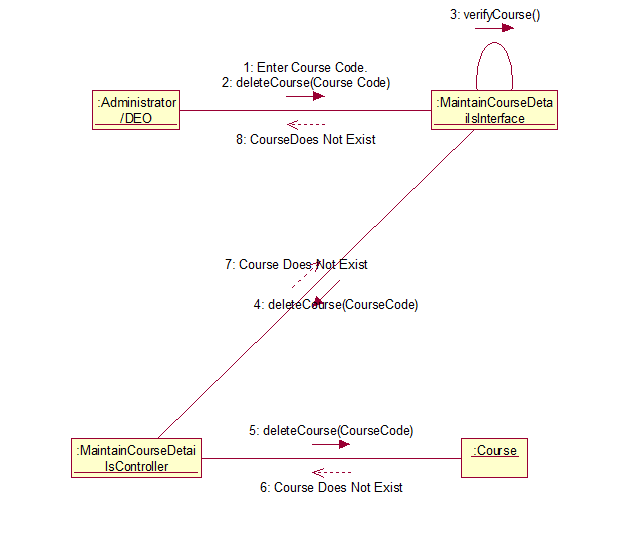 3: verifyCourse()
1: Enter Course Code.
2: deleteCourse(Course Code)
:Administrator
/DEO
:MaintainCourseDeta
ilsInterface
8: CourseDoes Not Exist
7: Course Does Not Exist
4: deleteCourse(CourseCode)
5: deleteCourse(CourseCode)
:MaintainCourseDetai
lsController
:Course
6: Course Does Not Exist